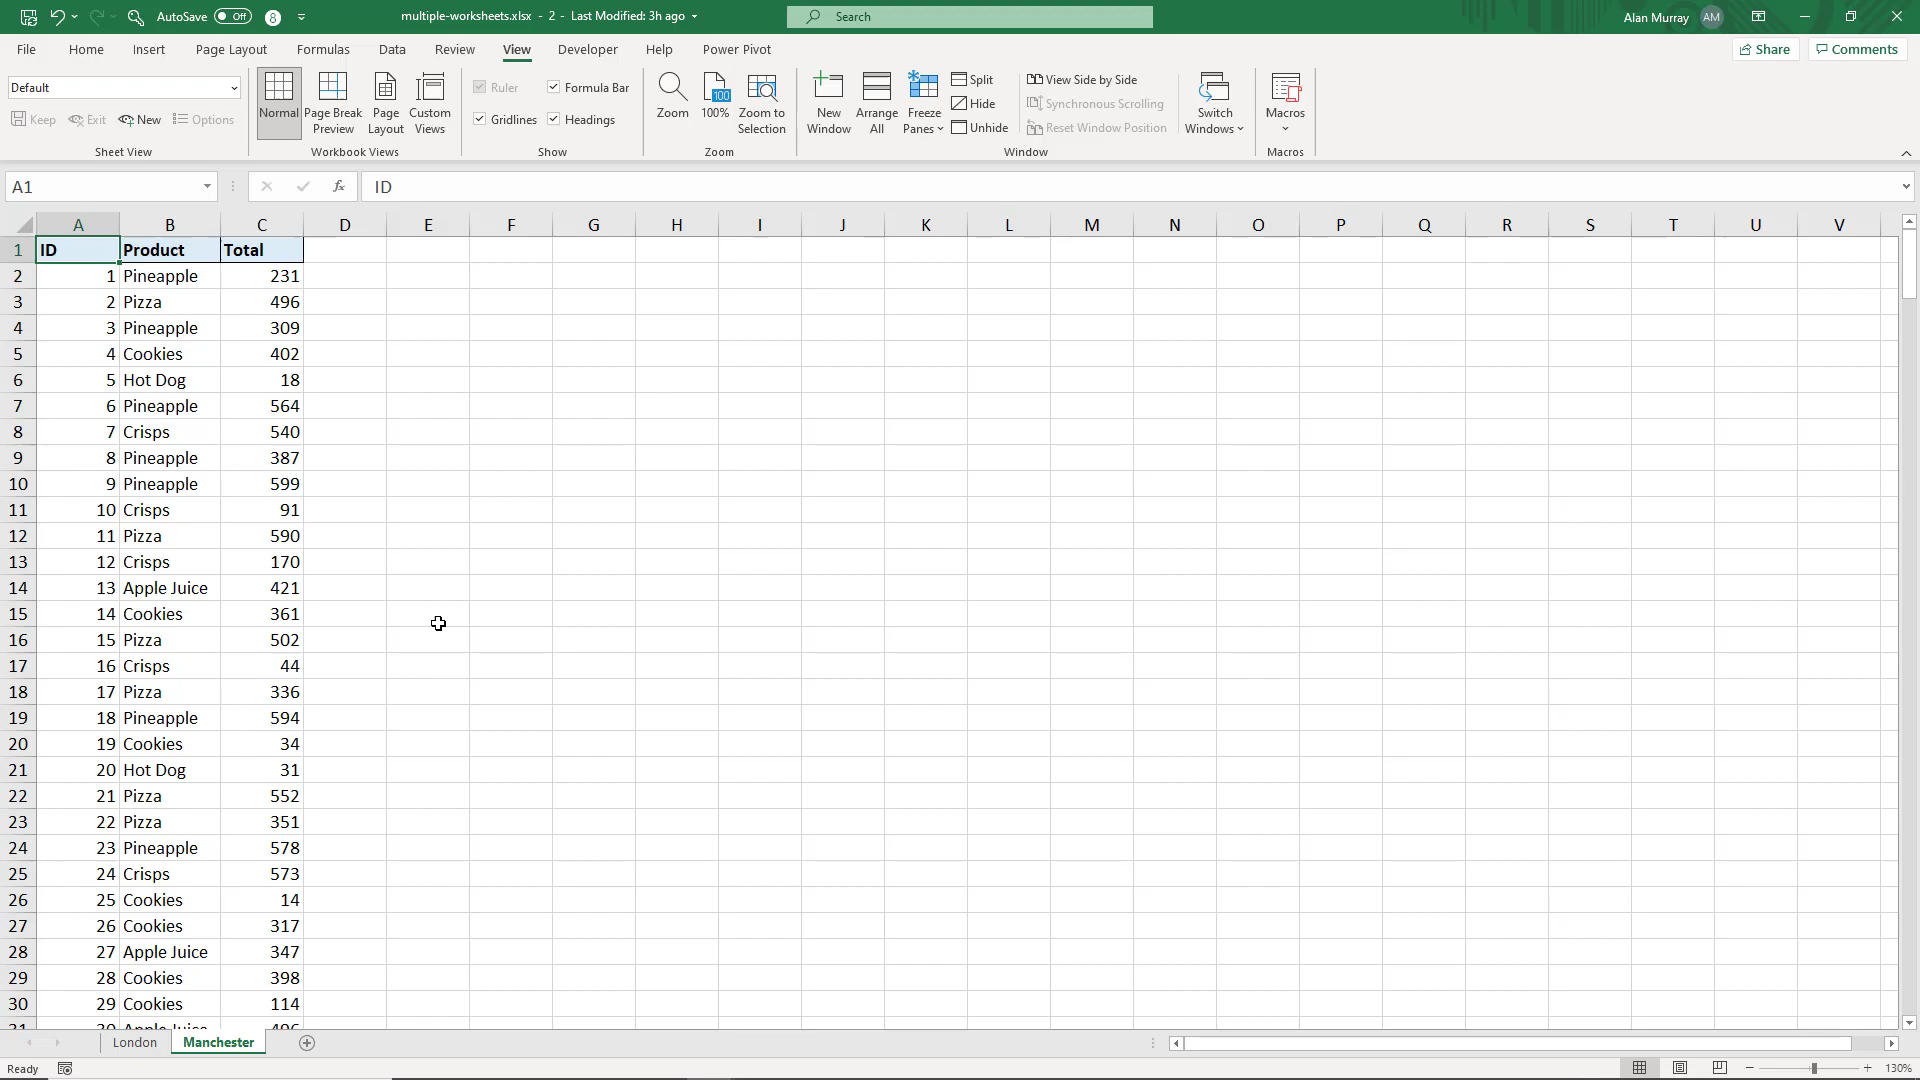 AutoSave Off 8 multiple-worksheets.xlsx - 2 - Last Modified: 3h ago Search Alan Murray AM
File Home Insert Page Layout Formulas Data Review View Developer Help Power Pivot Share Comments
Default
Keep Exit New Options
Sheet View
Normal Page Break Preview Page Layout Custom Views
Workbook Views
Ruler Formula Bar
Gridlines Headings
Show
Zoom 100 100% Zoom to Selection
Zoom
New Window Arrange All Freeze Panes Split Hide Unhide
View Side by Side
Synchronous Scrolling
Reset Window Position
Switch Windows
Window
Macros
Macros
A1 fx ID
A B C D E F G H I J K L M N O P Q R S T U V
1 ID Product Total
2 1 Pineapple 231
3 2 Pizza 496
4 3 Pineapple 309
5 4 Cookies 402
6 5 Hot Dog 18
7 6 Pineapple 564
8 7 Crisps 540
9 8 Pineapple 387
10 9 Pineapple 599
11 10 Crisps 91
12 11 Pizza 590
13 12 Crisps 170
14 13 Apple Juice 421
15 14 Cookies 361
16 15 Pizza 502
17 16 Crisps 44
18 17 Pizza 336
19 18 Pineapple 594
20 19 Cookies 34
21 20 Hot Dog 31
22 21 Pizza 552
23 22 Pizza 351
24 23 Pineapple 578
25 24 Crisps 573
26 25 Cookies 14
27 26 Cookies 317
28 27 Apple Juice 347
29 28 Cookies 398
30 29 Cookies 114
31 30 Apple Juice 496
London Manchester
Ready 130%